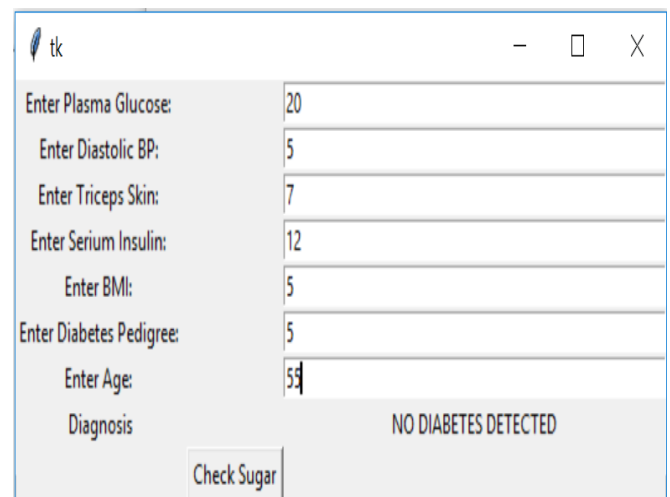 tk
Enter Plasma Glucose: 20
Enter Diastolic BP: 5
Enter Triceps Skin: 7
Enter Serium Insulin: 12
Enter BMI: 5
Enter Diabetes Pedigree: 5
Enter Age: 55
Diagnosis NO DIABETES DETECTED
Check Sugar